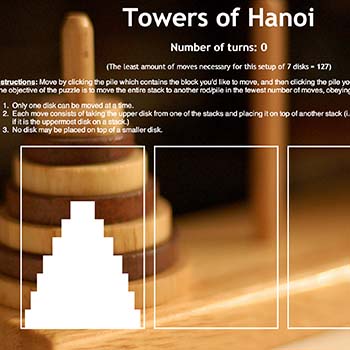 Towers of Hanoi
Number of turns: 0
(The least amount of moves necessary for this setup of 7 disks = 127)
structions: Move by clicking the pile which contains the block you'd like to move, and then clicking the pile yo
he objective of the puzzle is to move the entire stack to another rod/pile in the fewest number of moves, obeying
1. Only one disk can be moved at a time.
2. Each move consists of taking the upper disk from one of the stacks and placing it on top of another stack (i.
if it is the uppermost disk on a stack.)
3. No disk may be placed on top of a smaller disk.